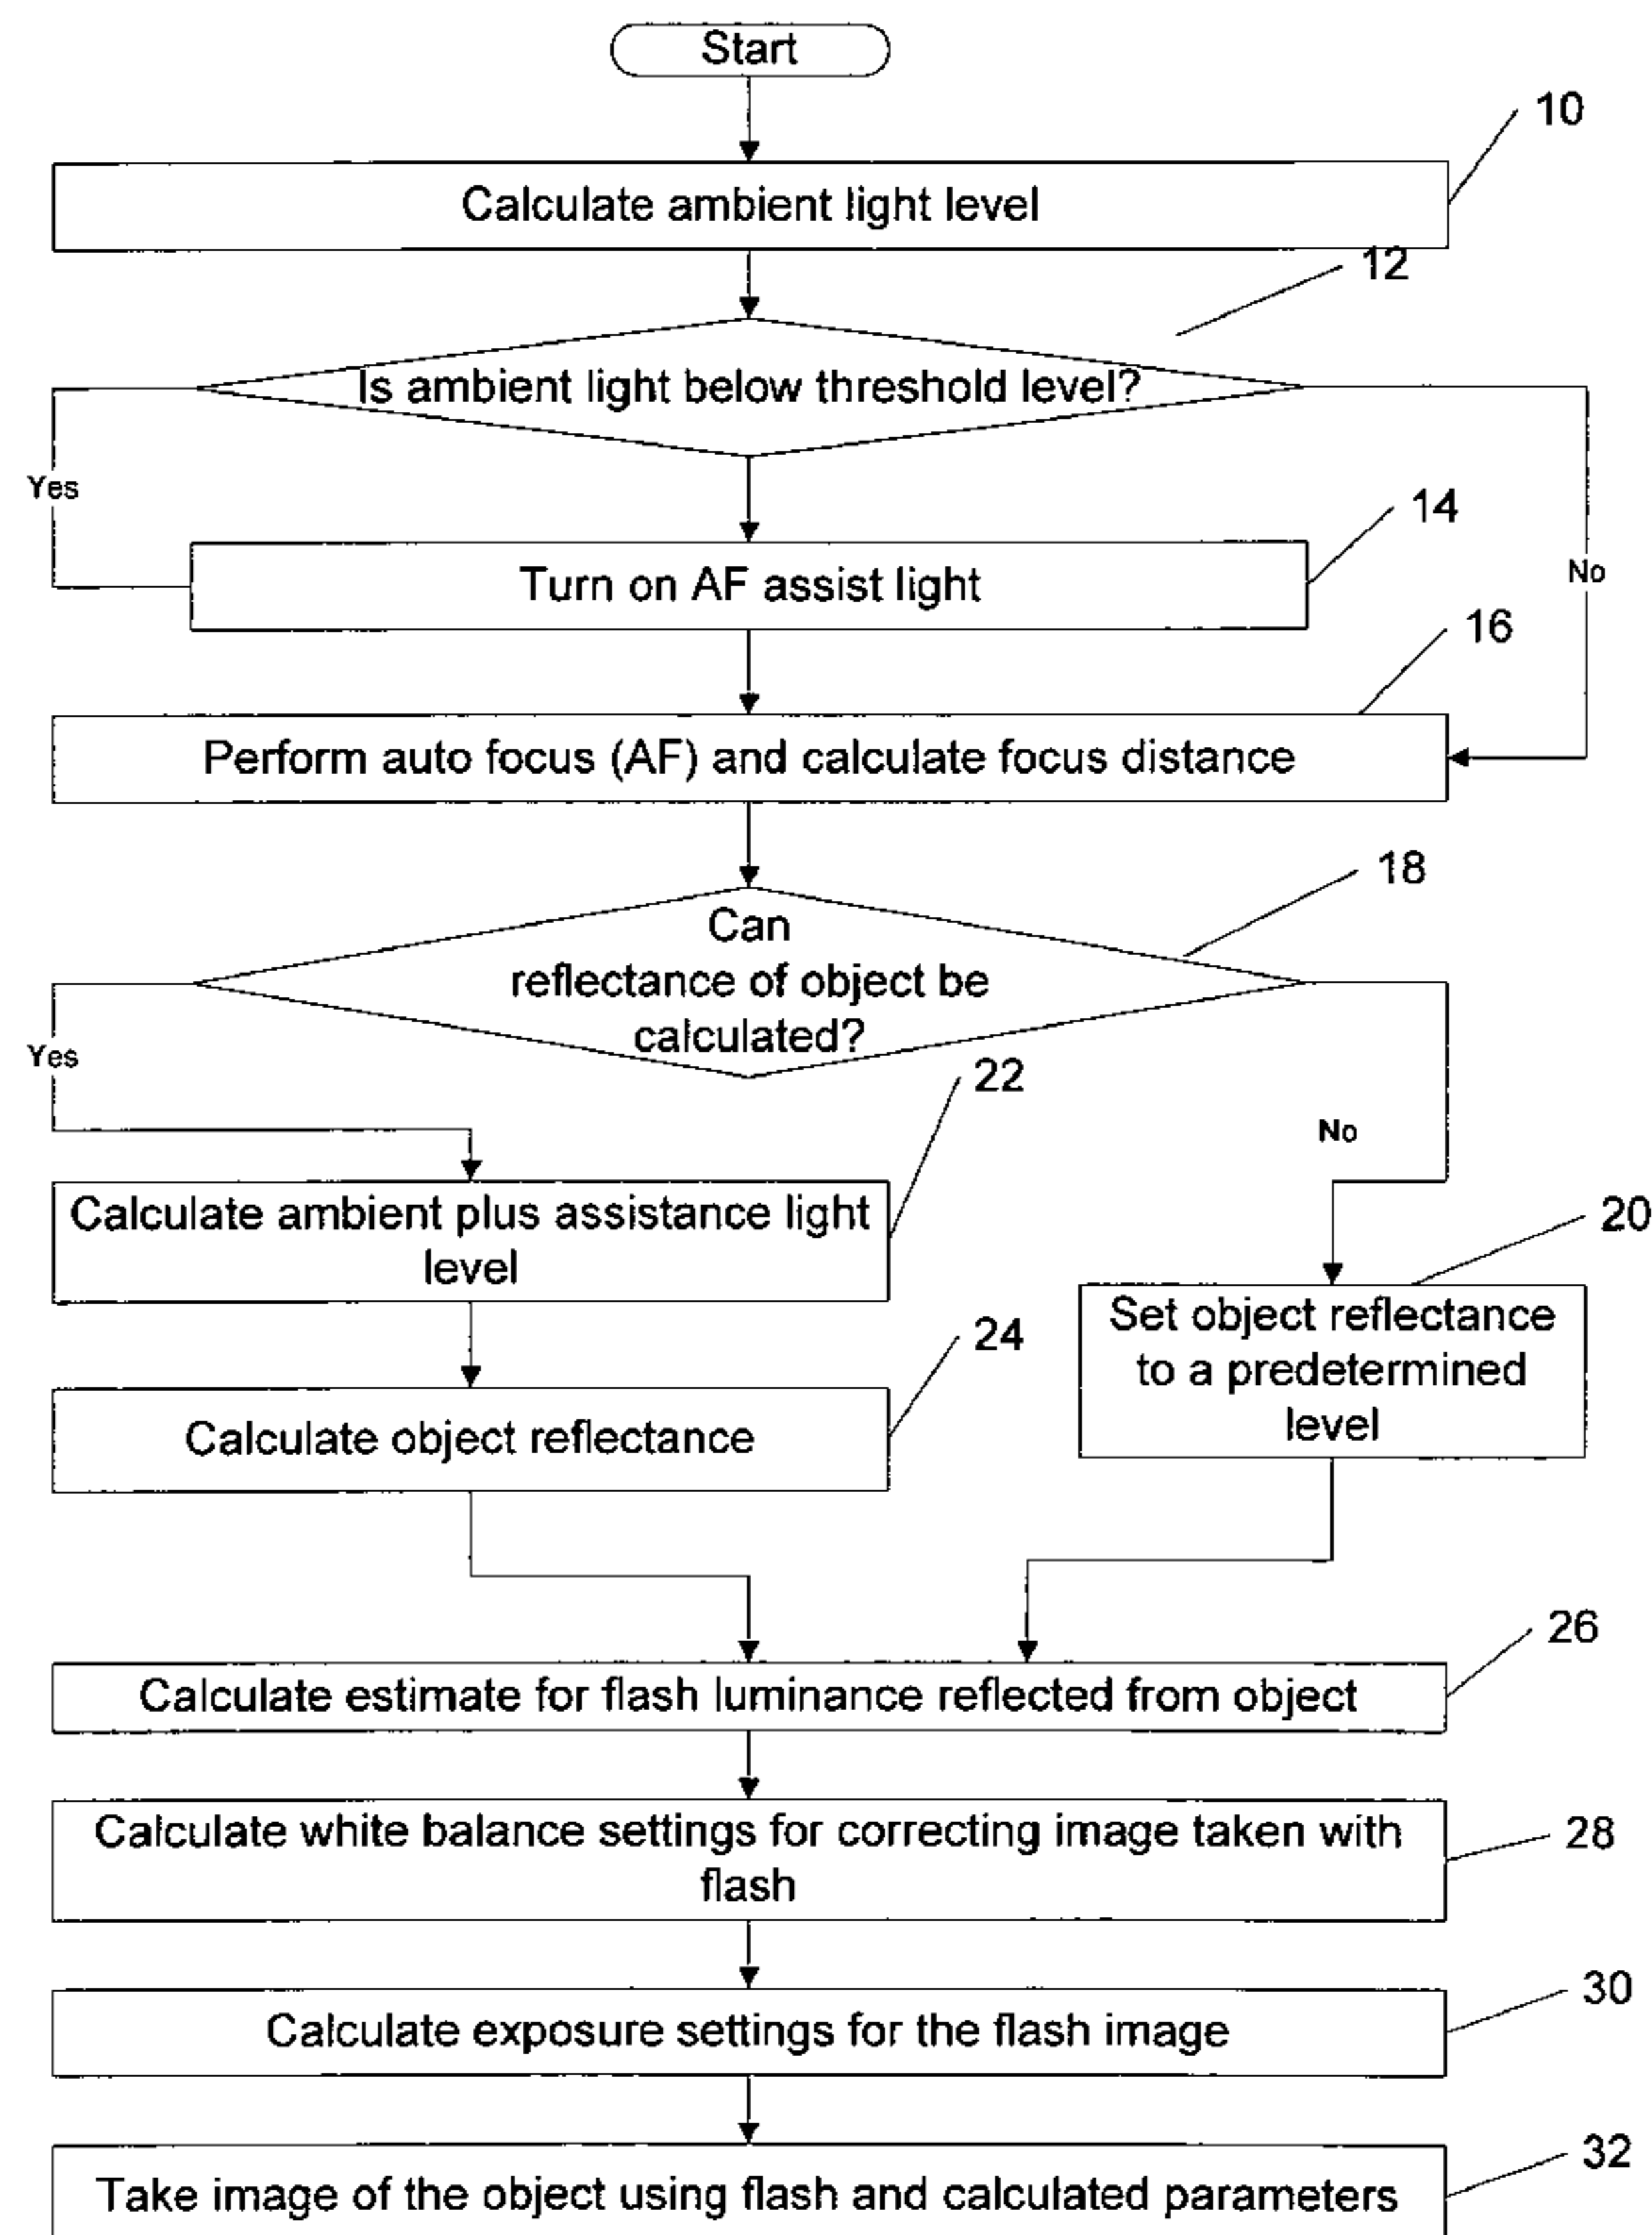 Start
10
Calculate ambient light level
12
Is ambient light below threshold level?
Yes
14
Turn on AF assist light
No
16
Perform auto focus (AF) and calculate focus distance
18
Can
reflectance of object be
calculated?
Yes
22
No
Calculate ambient plus assistance light
level
20
Set object reflectance
to a predetermined
level
24
Calculate object reflectance
26
Calculate estimate for flash luminance reflected from object
Calculate white balance settings for correcting image taken with
flash
28
30
Calculate exposure settings for the flash image
32
Take image of the object using flash and calculated parameters